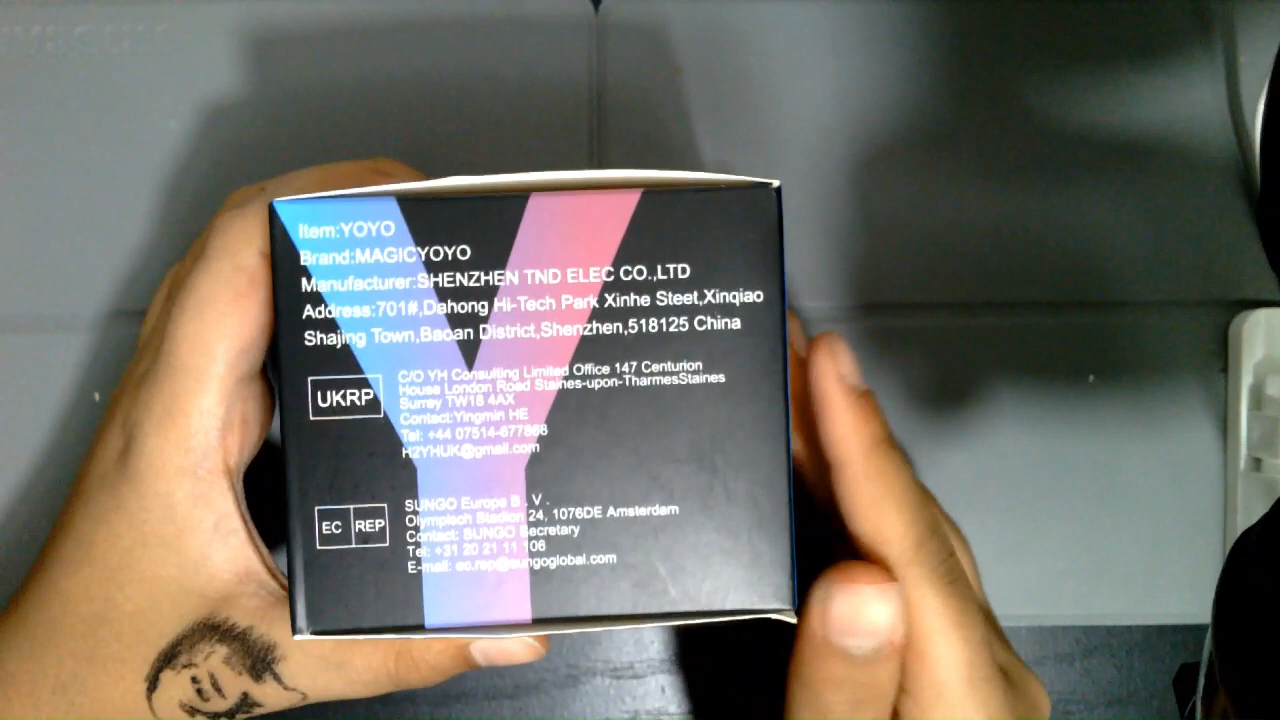 Item:YOYO
Brand:MAGICYOYO
Manufacturer:SHENZHEN TND ELEC CO.,LTD
Address:701#,Dahong Hi-Tech Park Xinhe Steet,Xinqiao
Shajing Town,Baoan District,Shenzhen,518125 China
UKRP
C/O YH Consulting Limited Office 147 Centurion
House London Road Staines-upon-TharmesStaines
Surrey TW18 4AX
Contact:Yingmin HE
Tel: +44 07514-677868
H2YHUK@gmail.com
EC REP
SUNGO Europe B . V .
Olympisch Stadion 24, 1076DE Amsterdam
Contact: SUNGO Secretary
Tel: +31 20 21 11 106
E-mail: ec.rep@sungoglobal.com